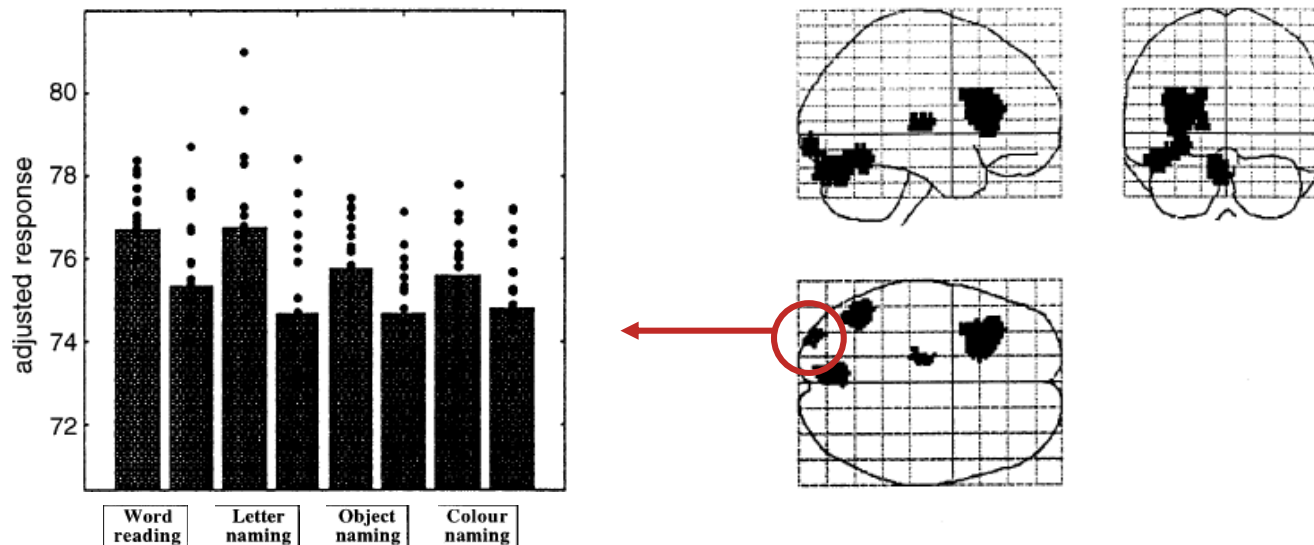 adjusted response
80
78
76
74
72
Word
reading
Letter
naming
Object
naming
Colour
naming